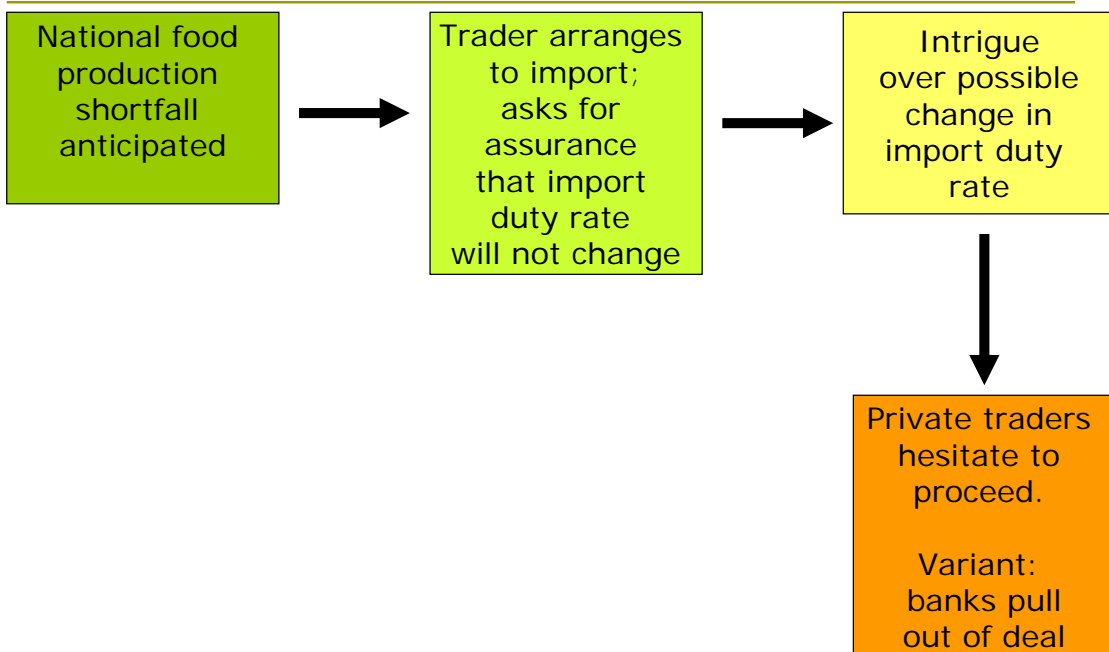 National food
production
shortfall
anticipated
Trader arranges
to import;
asks for
assurance
that import
duty rate
will not change
Intrigue
over possible
change in
import duty
rate
Private traders
hesitate to
proceed.
Variant:
banks pull
out of deal